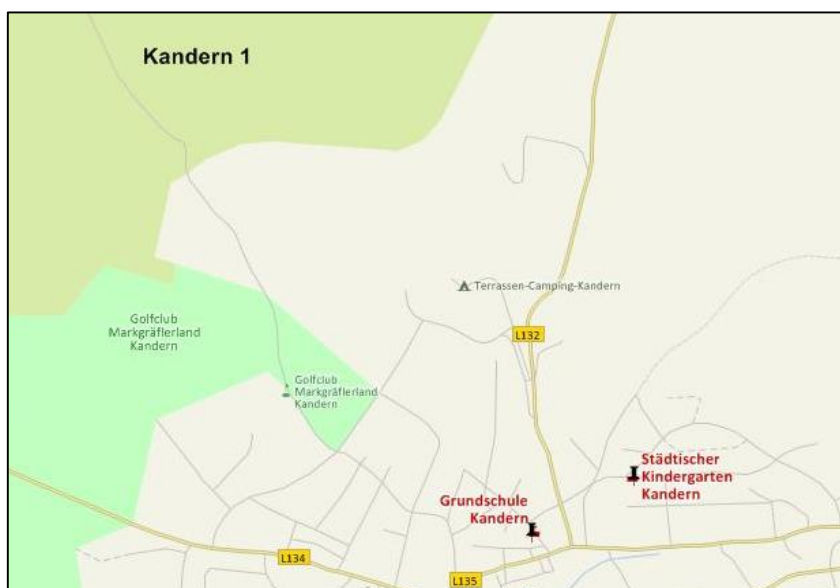 Kandern 1
Terrassen-Camping-Kandern
Golfclub
Markgräflerland
Kandern
L132
Golfclub
Markgräflerland
Kandern
Städtischer
Kindergarten
Kandern
Grundschule
Kandern
L134
L135